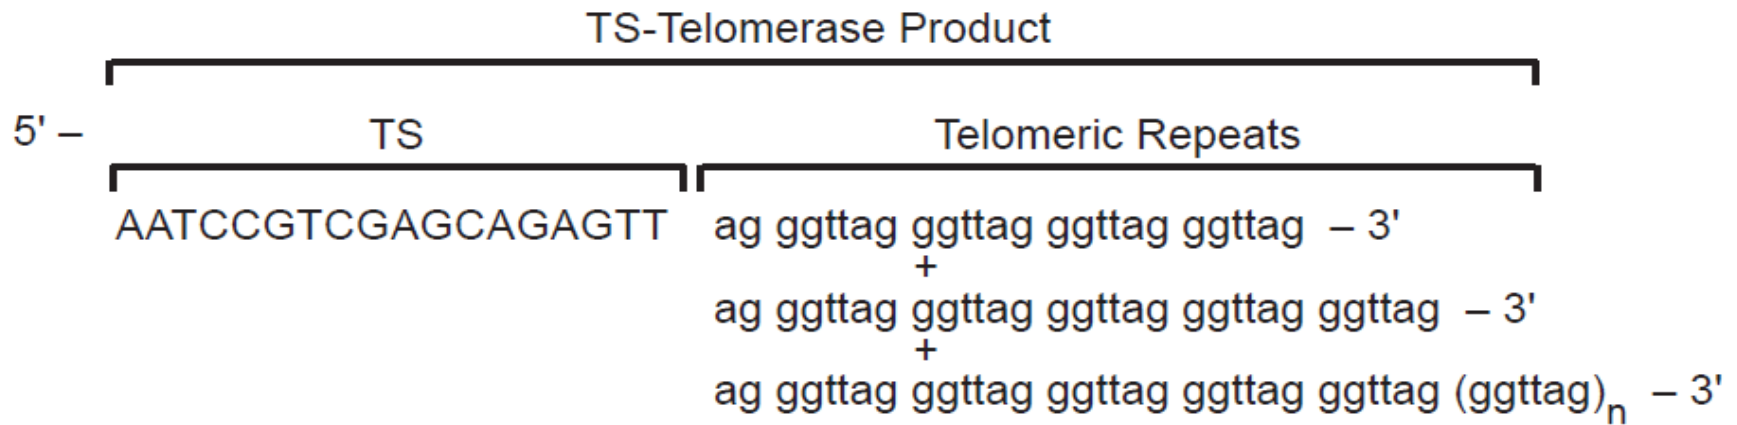 TS-Telomerase Product
5' – TS Telomeric Repeats
AATCCGTCGAGCAGAGTT ag ggttag ggttag ggttag ggttag – 3'
+
ag ggttag ggttag ggttag ggttag ggttag – 3'
+
ag ggttag ggttag ggttag ggttag ggttag (ggttag)n – 3'